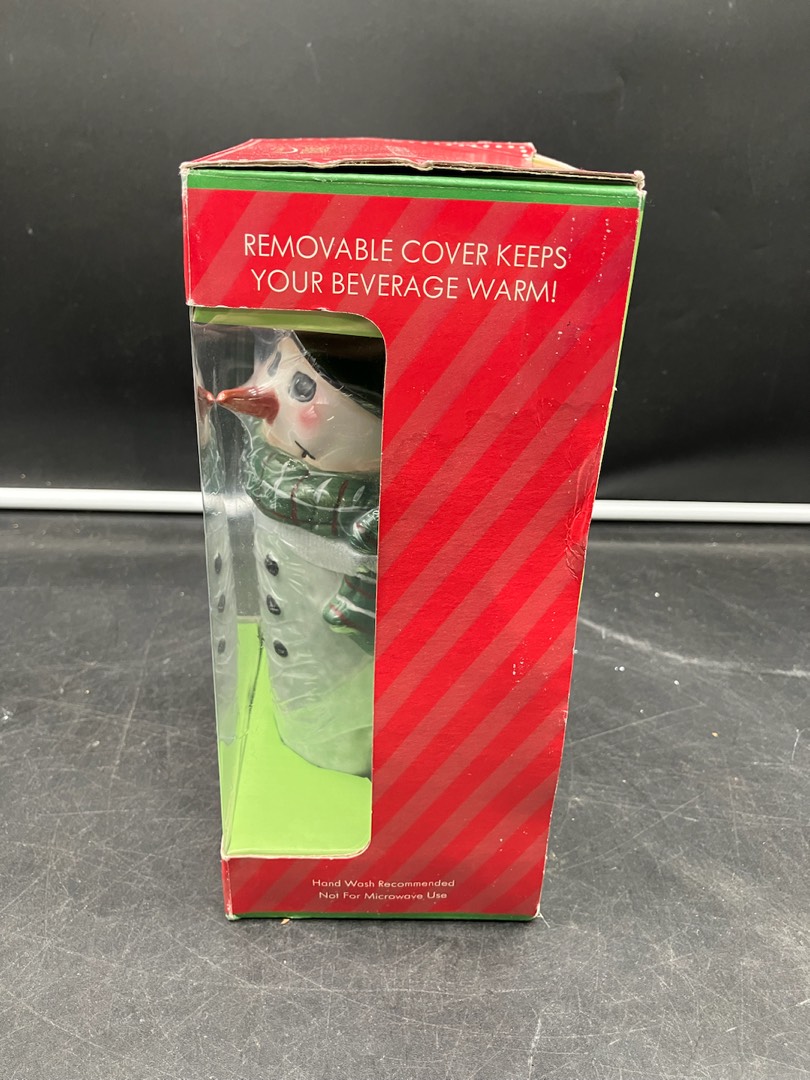 REMOVABLE COVER KEEPS
YOUR BEVERAGE WARM!
Hand Wash Recommended
Not For Microwave Use